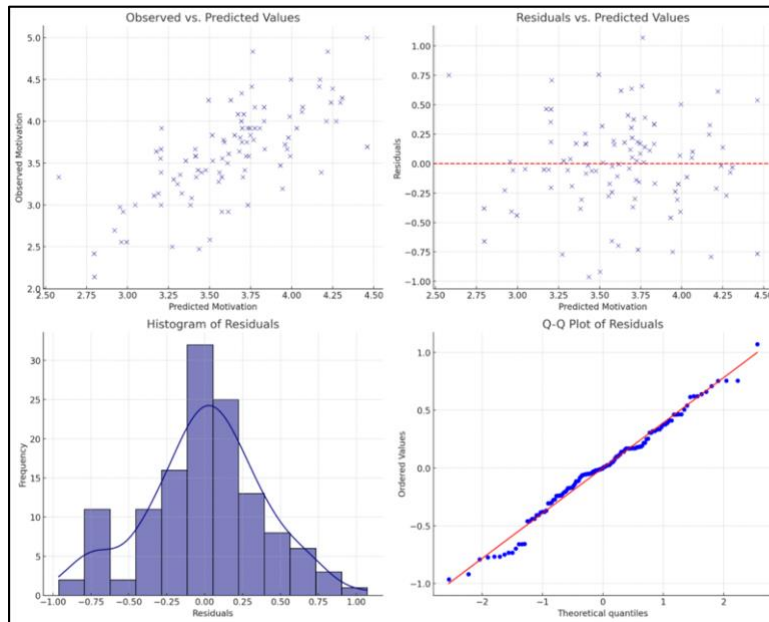 Observed vs. Predicted Values
5.0
4.5
4.0
3.5
3.0
2.5
2.0
Observed Motivation
2.50 2.75 3.00 3.25 3.50 3.75 4.00 4.25 4.50
Predicted Motivation
Residuals vs. Predicted Values
1.00
0.75
0.50
0.25
0.00
−0.25
−0.50
−0.75
−1.00
Residuals
2.50 2.75 3.00 3.25 3.50 3.75 4.00 4.25 4.50
Predicted Motivation
Histogram of Residuals
30
25
20
15
10
5
0
Frequency
−1.00 −0.75 −0.50 −0.25 0.00 0.25 0.50 0.75 1.00
Residuals
Q-Q Plot of Residuals
1.0
0.5
0.0
−0.5
−1.0
Ordered Values
−2 −1 0 1 2
Theoretical quantiles